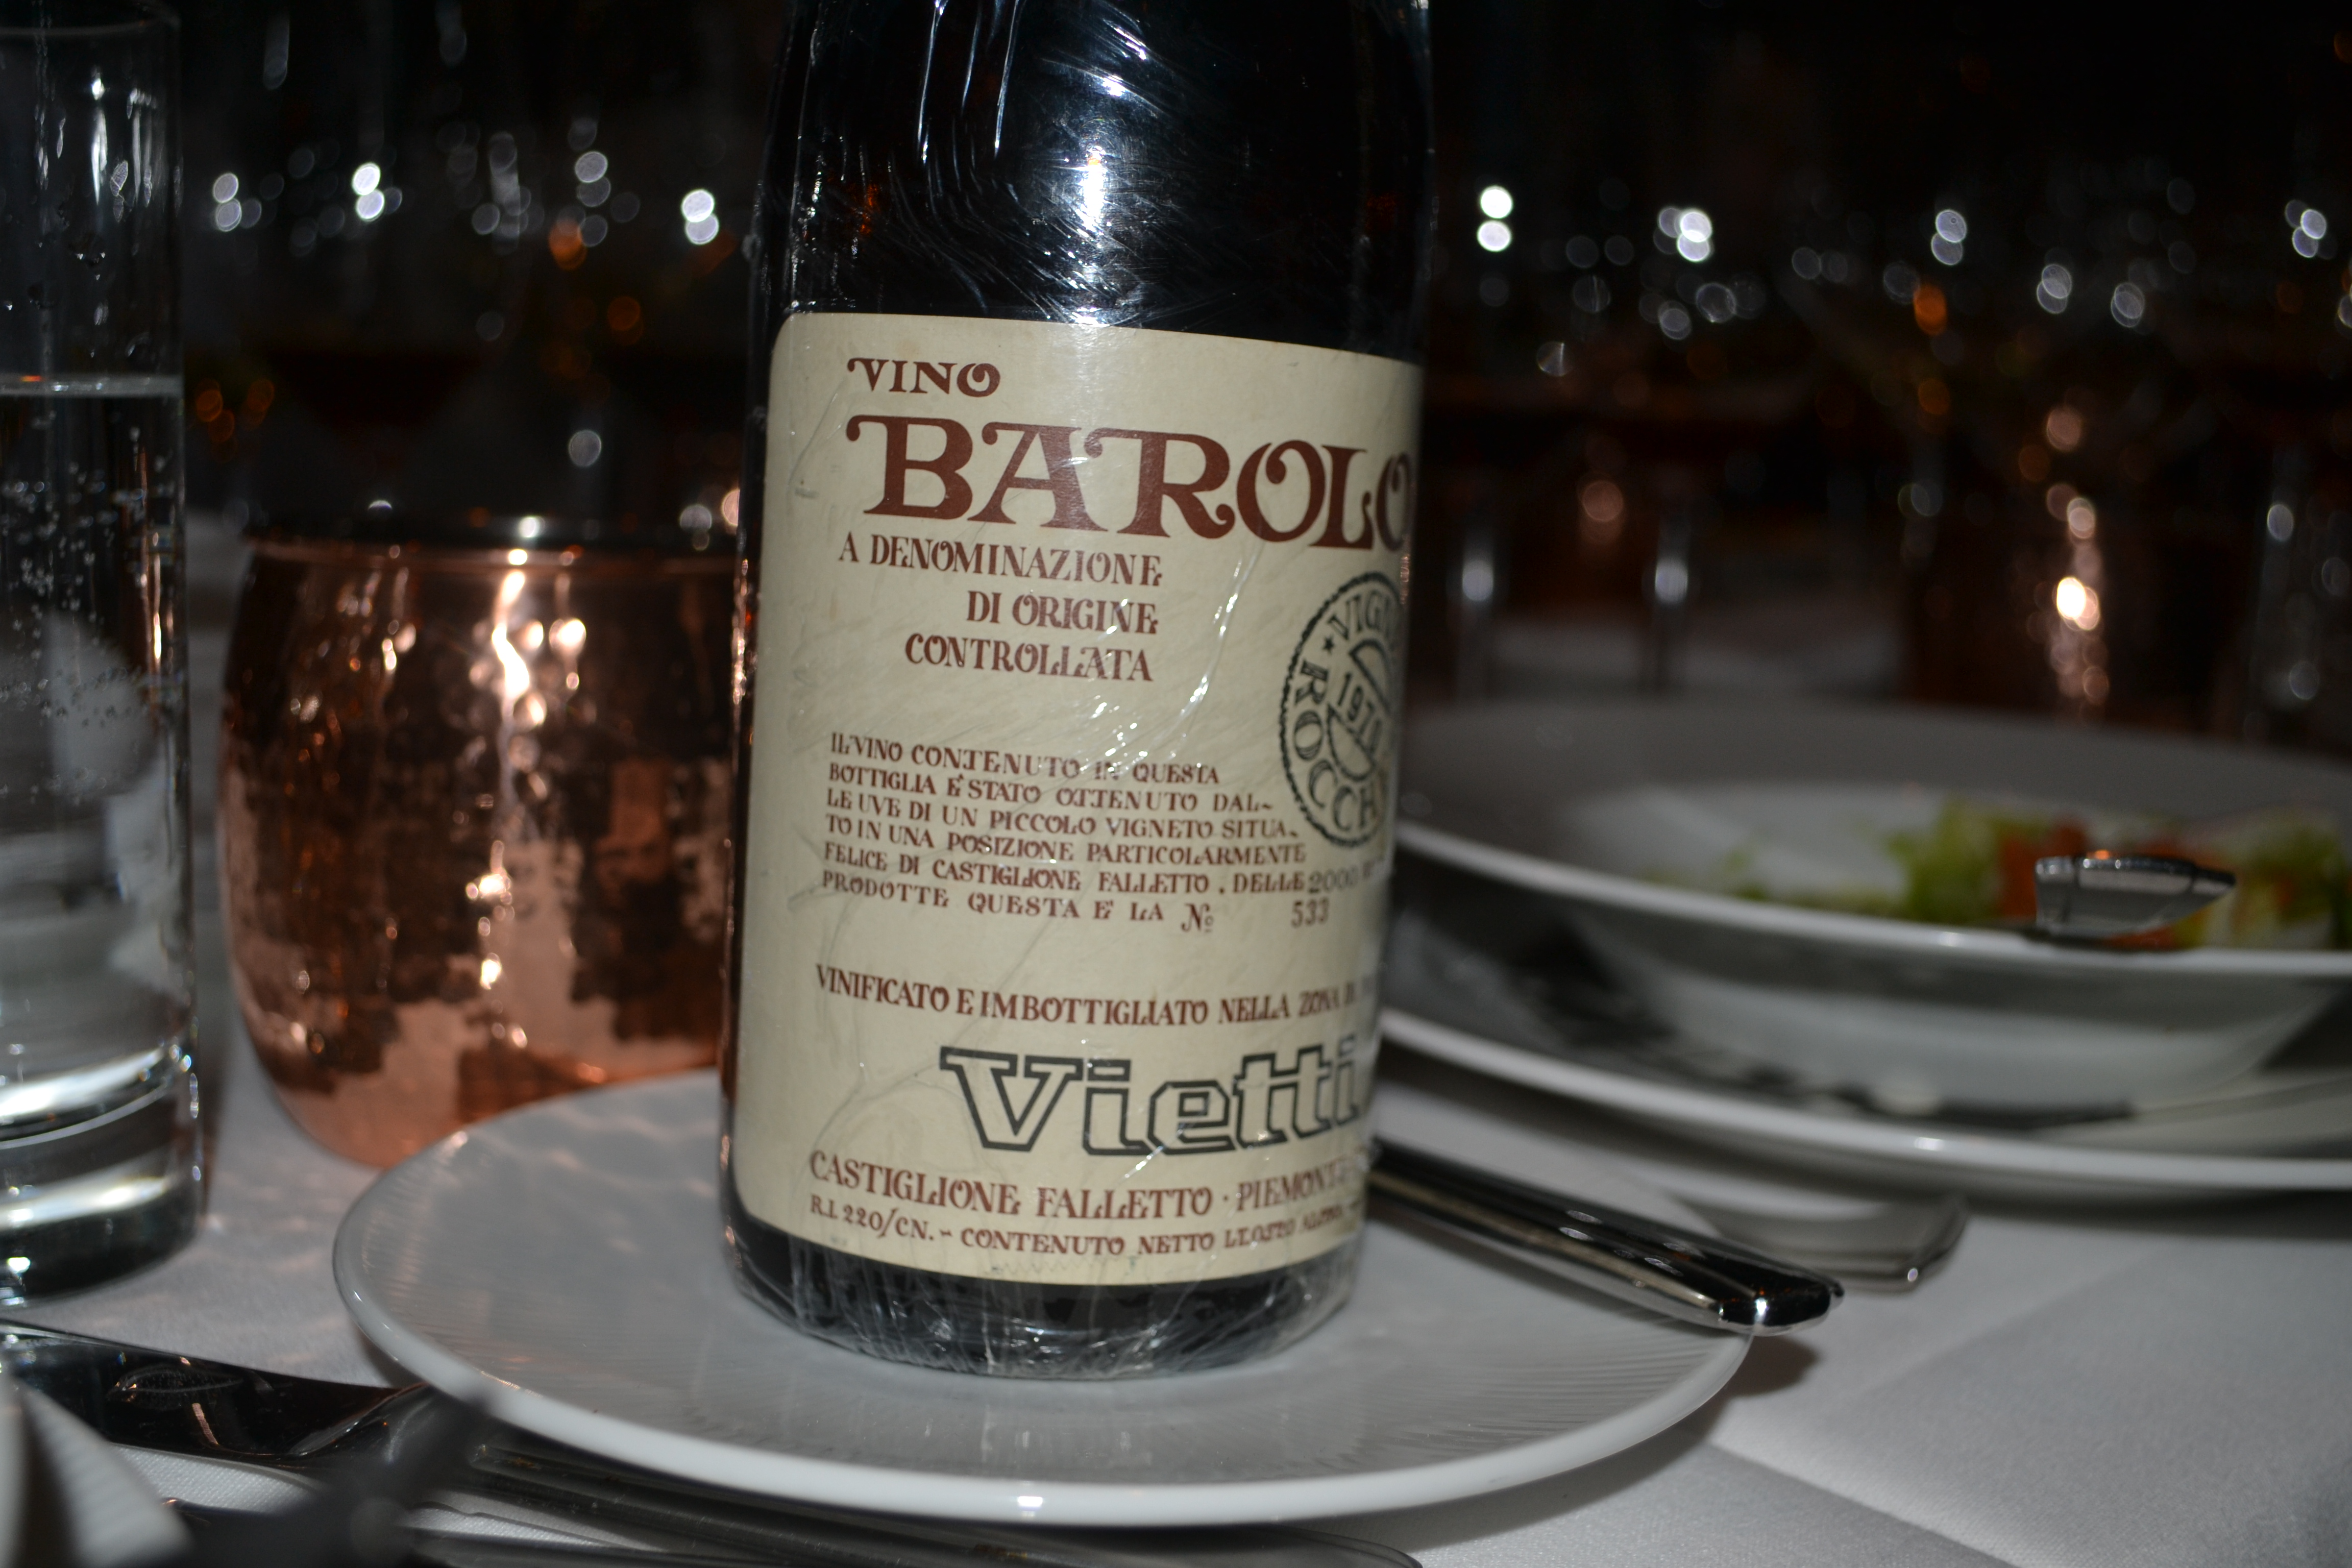 VINO
BAROLO
A DENOMINAZIONE
DI ORIGINE
CONTROLLATA
ROCCH
IL VINO CONTENUTO IN QUESTA
BOTTIGLIA E' STATO OTTENUTO DAL-
LE UVE DI UN PICCOLO VIGNETO SITUA-
TO IN UNA POSIZIONE PARTICOLARMENTE
FELICE DI CASTIGLIONE FALLETTO. DELLE 2000
PRODOTTE QUESTA E' LA No 533
VINIFICATO E IMBOTTIGLIATO NELLA ZONA
Vietti
CASTIGLIONE FALLETTO · PIEMONTE
R.I. 220/CN. - CONTENUTO NETTO